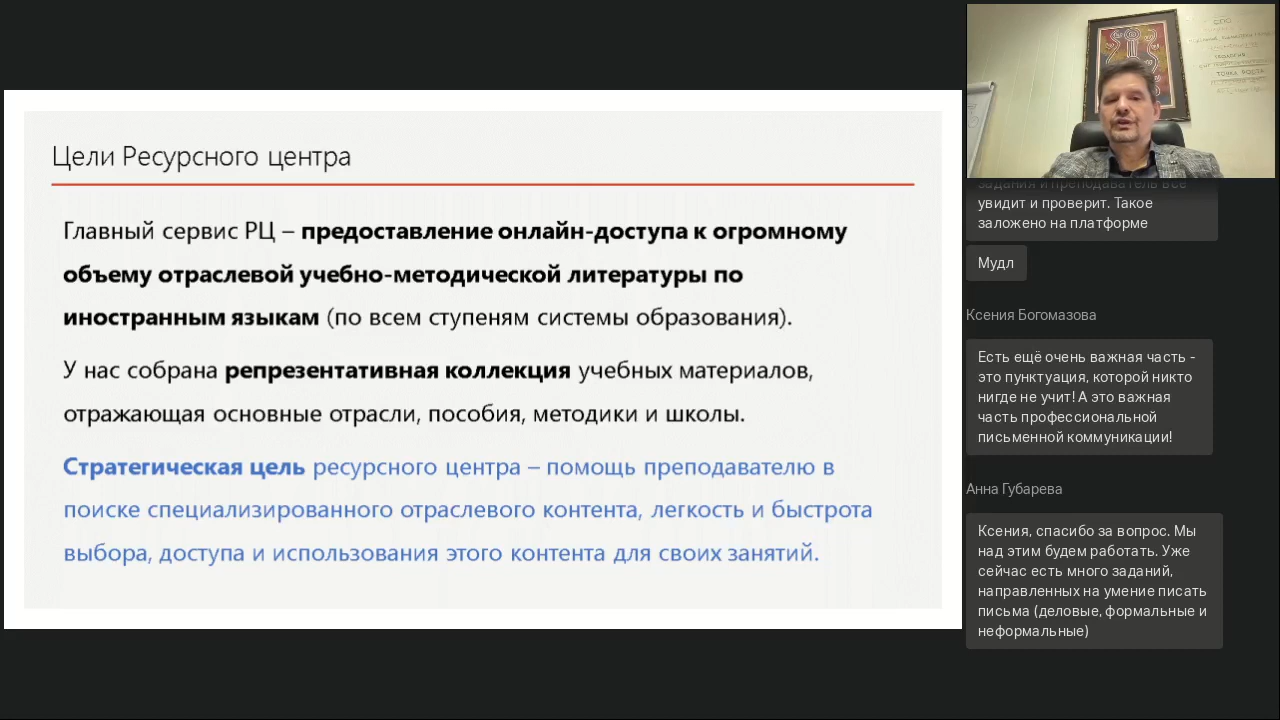 Цели Ресурсного центра
Главный сервис РЦ – предоставление онлайн-доступа к огромному
объему отраслевой учебно-методической литературы по
иностранным языкам (по всем ступеням системы образования).
У нас собрана репрезентативная коллекция учебных материалов,
отражающая основные отрасли, пособия, методики и школы.
Стратегическая цель ресурсного центра – помощь преподавателю в
поиске специализированного отраслевого контента, легкость и быстрота
выбора, доступа и использования этого контента для своих занятий.
задания и преподаватель все
увидит и проверит. Такое
заложено на платформе
Мудл
Ксения Богомазова
Есть ещё очень важная часть -
это пунктуация, которой никто
нигде не учит! А это важная
часть профессиональной
письменной коммуникации!
Анна Губарева
Ксения, спасибо за вопрос. Мы
над этим будем работать. Уже
сейчас есть много заданий,
направленных на умение писать
письма (деловые, формальные и
неформальные)